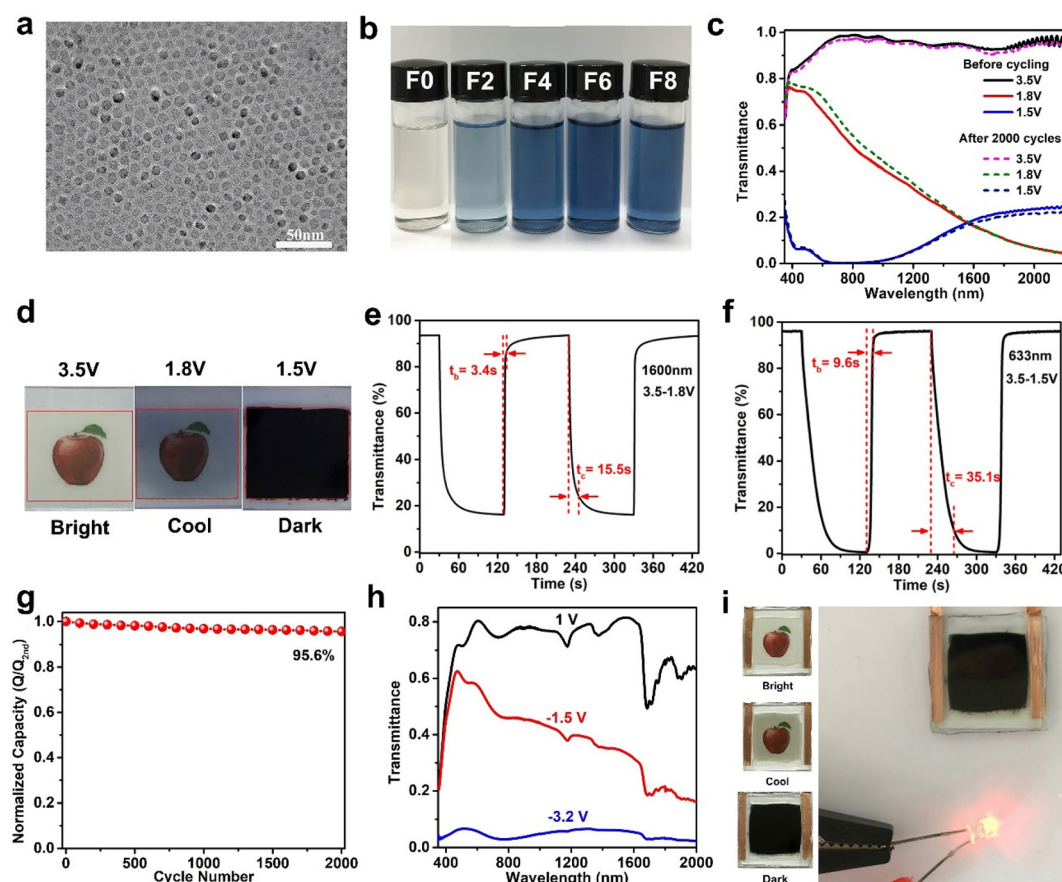 a
50nm
b
F0 F2 F4 F6 F8
c
Transmittance
1.0
0.8
0.6
0.4
0.2
0.0
Before cycling
3.5V
1.8V
1.5V
After 2000 cycles
3.5V
1.8V
1.5V
400 800 1200 1600 2000
Wavelength (nm)
d
3.5V 1.8V 1.5V
Bright Cool Dark
e
Transmittance (%)
100
80
60
40
20
0
t_b= 3.4s
1600nm
3.5-1.8V
t_c= 15.5s
0 60 120 180 240 300 360 420
Time (s)
f
Transmittance (%)
100
80
60
40
20
0
t_b= 9.6s
633nm
3.5-1.5V
t_c= 35.1s
0 60 120 180 240 300 360 420
Time (s)
g
Normalized Capacity (Q/Q_2nd)
1.0
0.8
0.6
0.4
0.2
0.0
95.6%
0 500 1000 1500 2000
Cycle Number
h
Transmittance
0.8
0.6
0.4
0.2
0.0
1 V
-1.5 V
-3.2 V
400 800 1200 1600 2000
Wavelength (nm)
i
Bright
Cool
Dark